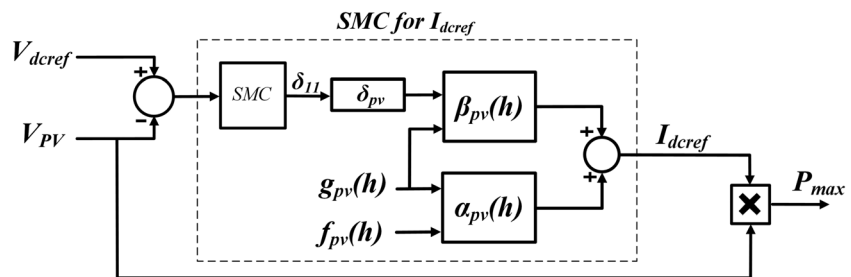 SMC for I_dcref
V_dcref
+
-
V_PV
SMC
δ_11
δ_pv
β_pv(h)
g_pv(h)
f_pv(h)
α_pv(h)
+
+
I_dcref
×
P_max